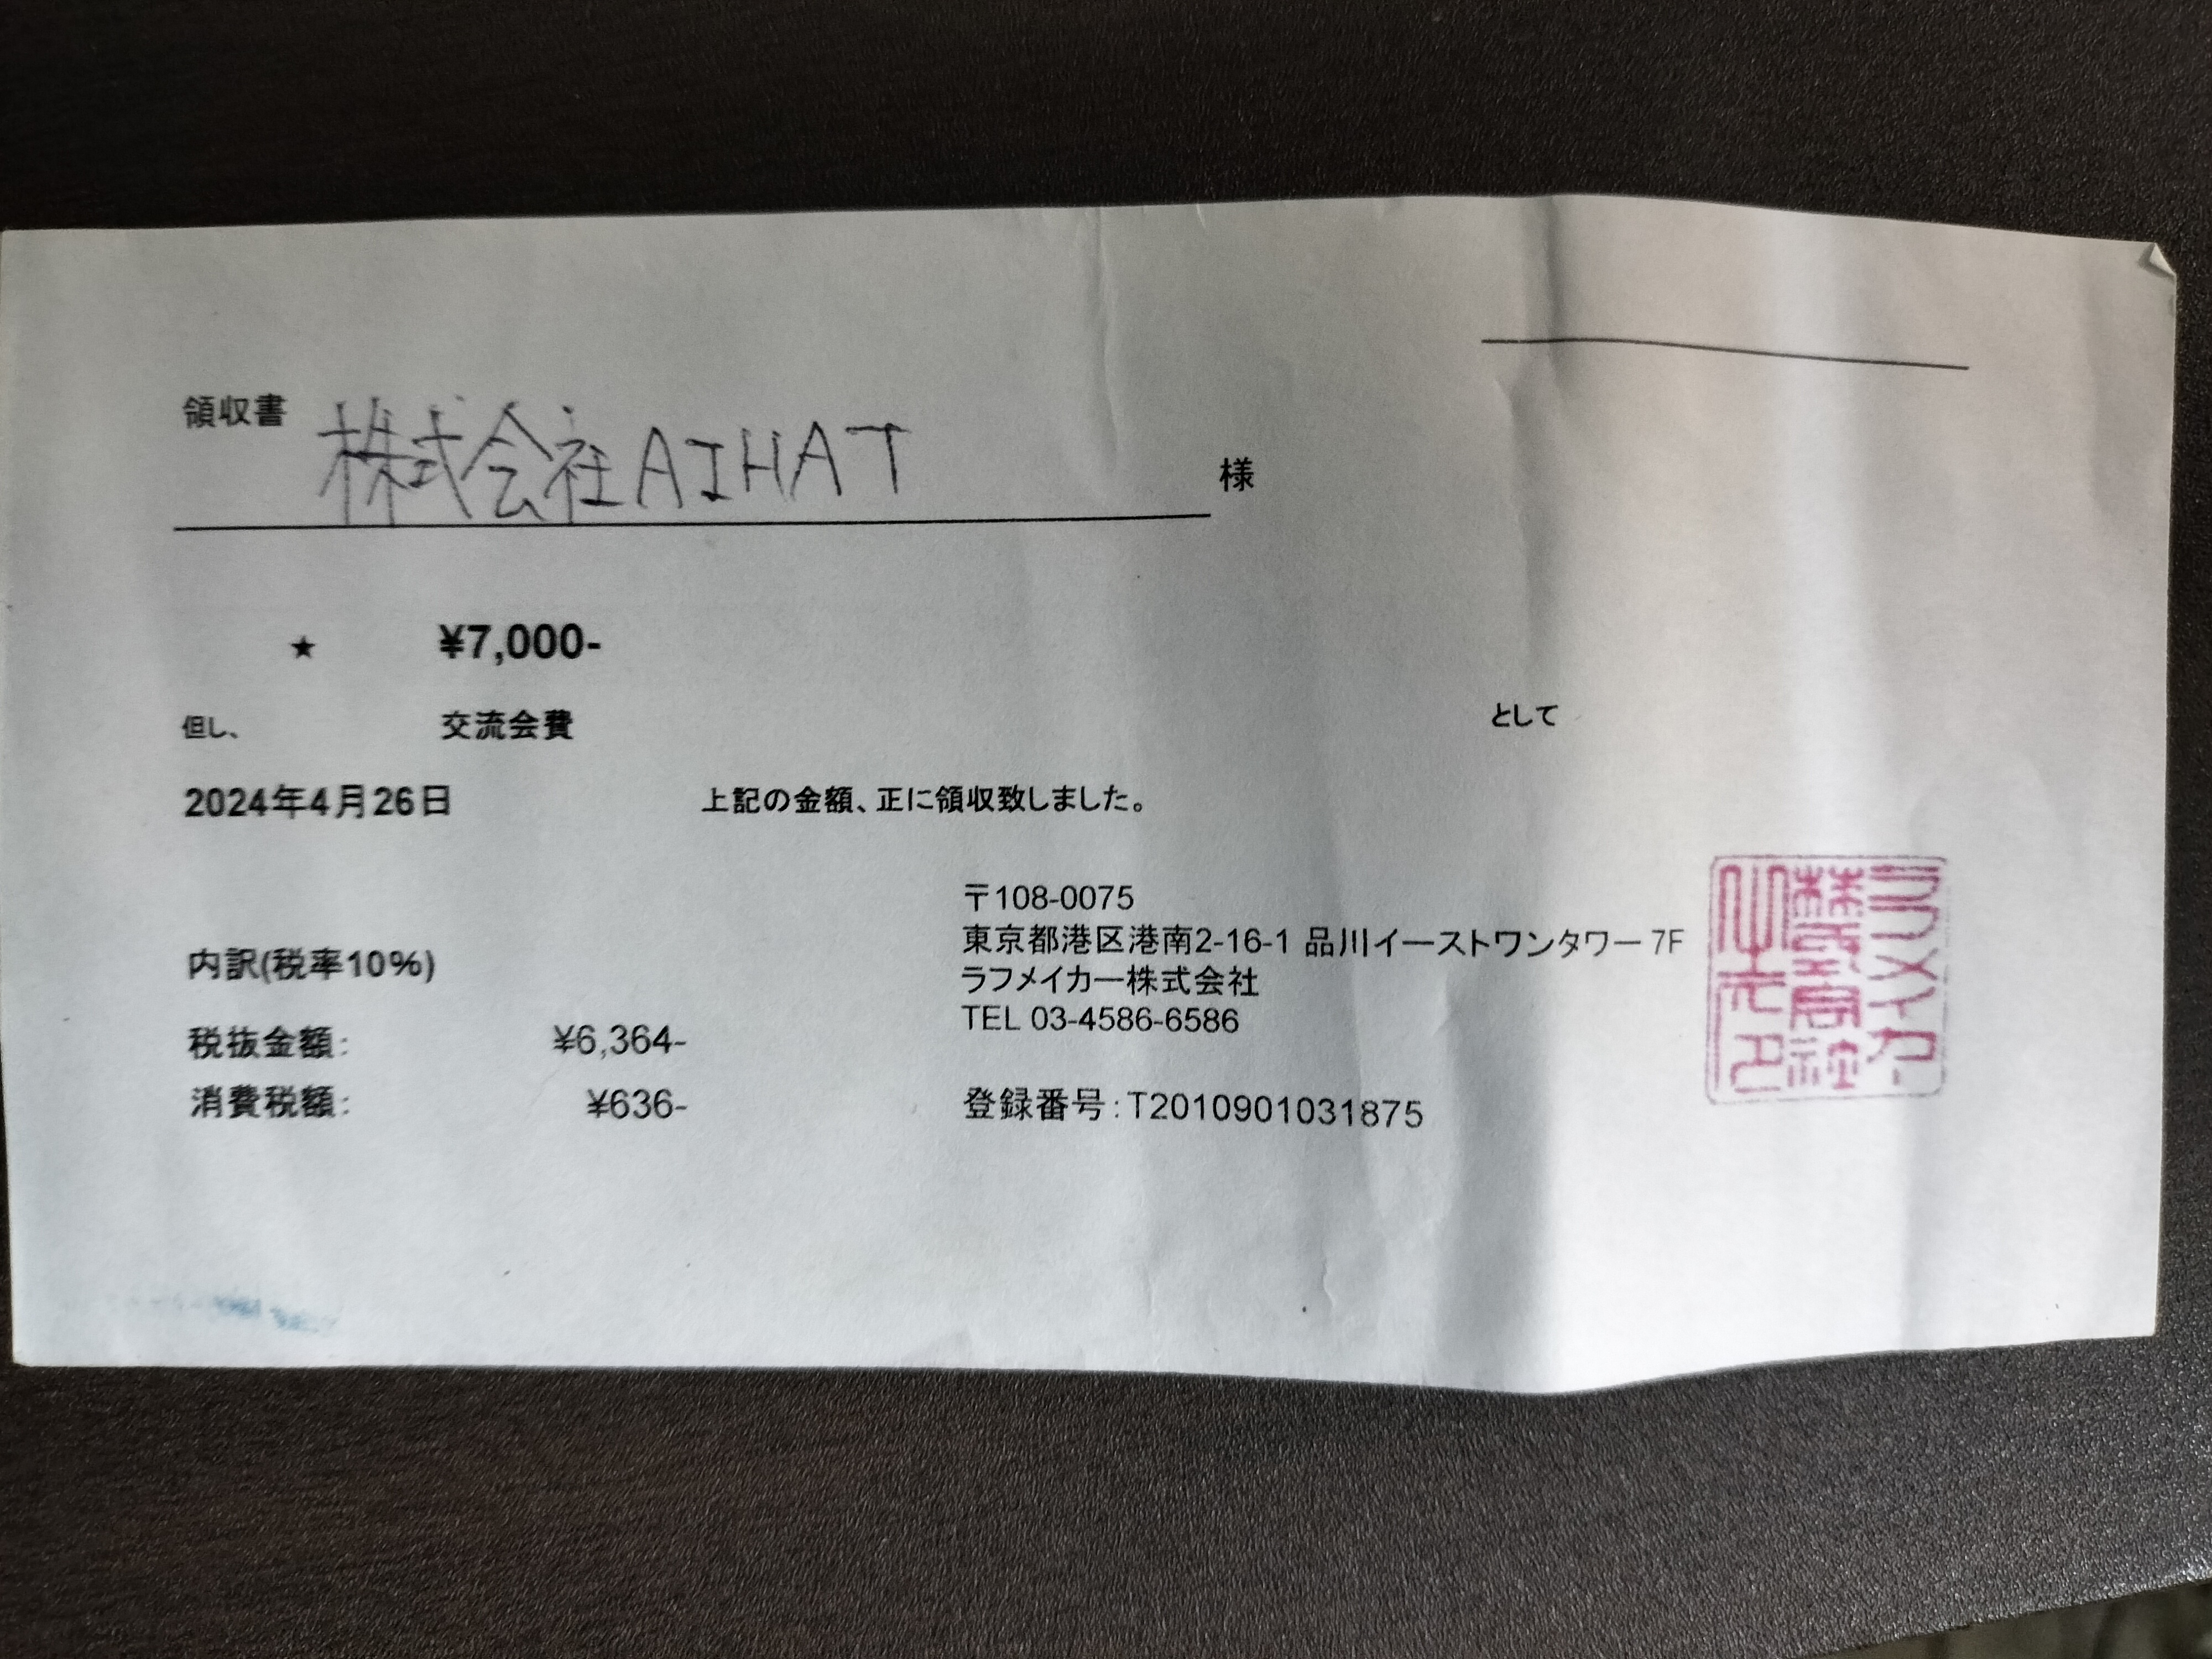 領収書
株式会社AIHAT 様
★ ¥7,000-
但し、 交流会費 として
2024年4月26日 上記の金額、正に領収致しました。
〒108-0075
東京都港区港南2-16-1 品川イーストワンタワー 7F
ラフメイカー株式会社
TEL 03-4586-6586
登録番号:T2010901031875
内訳(税率10%)
税抜金額: ¥6,364-
消費税額: ¥636-
ラフメイカー
株式会社